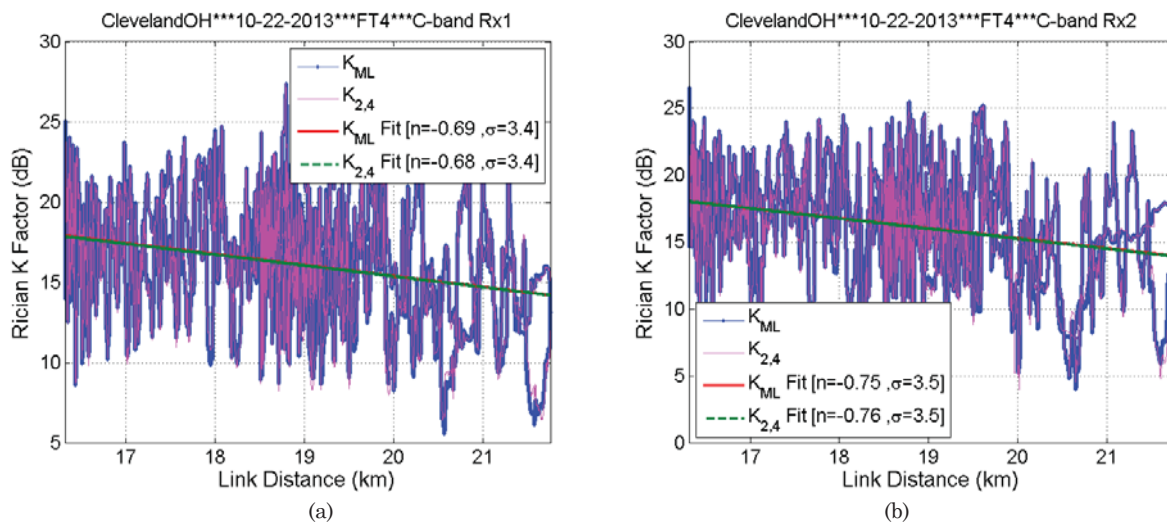 ClevelandOH***10-22-2013***FT4***C-band Rx1
30
25
20
15
10
5
Rician K Factor (dB)
K_ML
K_2,4
K_ML Fit [n=-0.69 ,σ=3.4]
K_2,4 Fit [n=-0.68 ,σ=3.4]
17 18 19 20 21
Link Distance (km)
(a)
ClevelandOH***10-22-2013***FT4***C-band Rx2
30
25
20
15
10
5
0
Rician K Factor (dB)
K_ML
K_2,4
K_ML Fit [n=-0.75 ,σ=3.5]
K_2,4 Fit [n=-0.76 ,σ=3.5]
17 18 19 20 21
Link Distance (km)
(b)